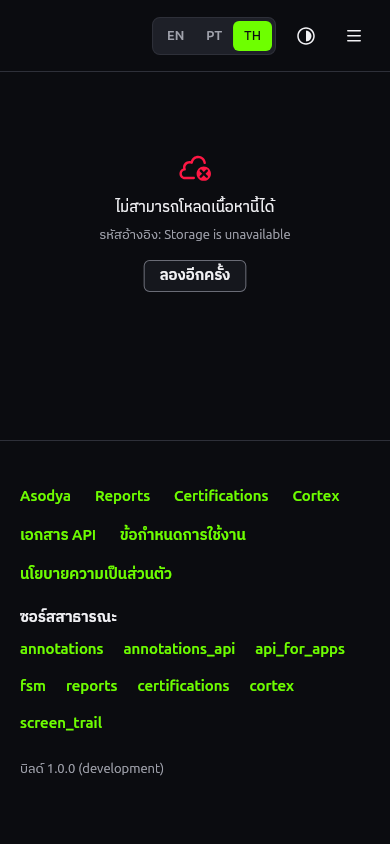 EN PT TH
ไม่สามารถโหลดเนื้อหานี้ได้
รหัสอ้างอิง: Storage is unavailable
ลองอีกครั้ง
Asodya Reports Certifications Cortex
เอกสาร API ข้อกำหนดการใช้งาน
นโยบายความเป็นส่วนตัว
ซอร์สสาธารณะ
annotations annotations_api api_for_apps
fsm reports certifications cortex
screen_trail
บิลด์ 1.0.0 (development)